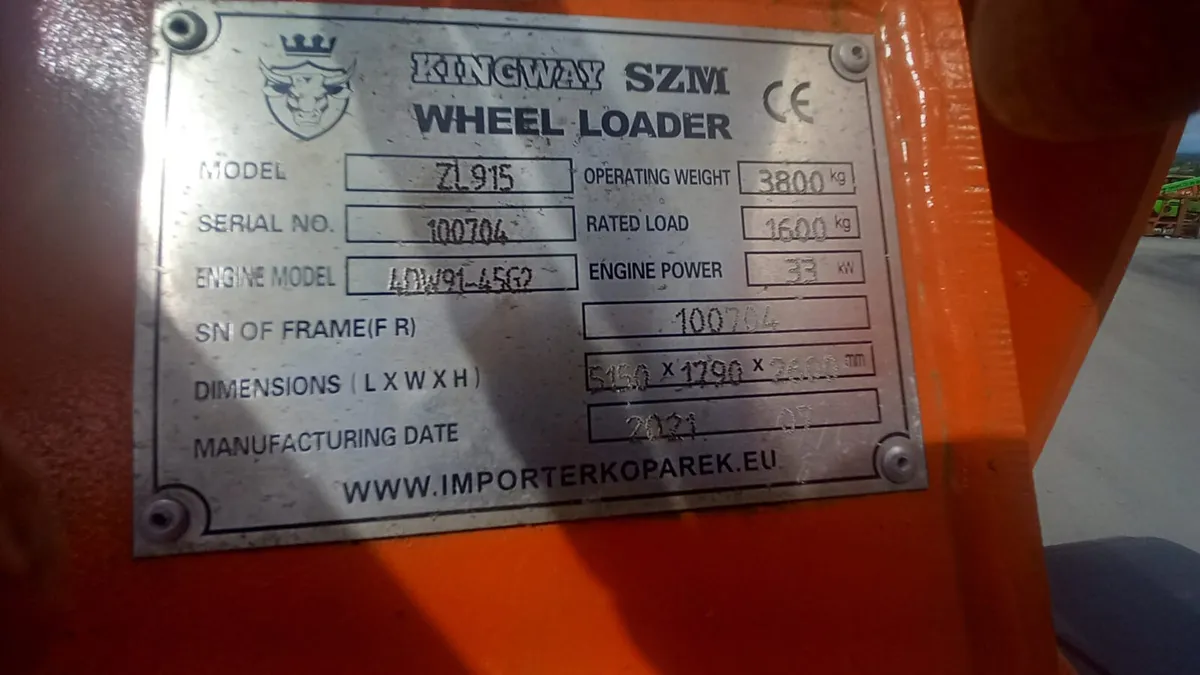 KINGWAY SZM CE
WHEEL LOADER
MODEL ZL915 OPERATING WEIGHT 3800 kg
SERIAL NO. 100704 RATED LOAD 1600 kg
ENGINE MODEL 4DW91-45G2 ENGINE POWER 33 kW
SN OF FRAME(F R) 100704
DIMENSIONS (L X W X H) 5150 x 1790 x 2600 mm
MANUFACTURING DATE 2021
WWW.IMPORTERKOPAREK.EU